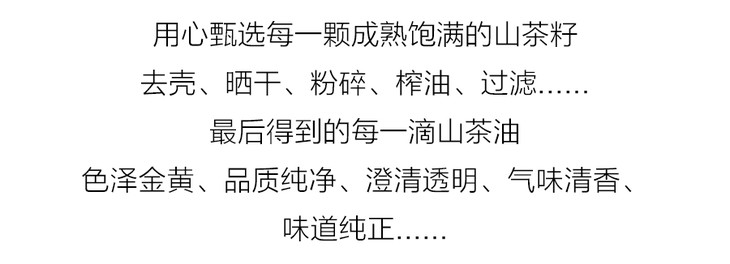 用心甄选每一颗成熟饱满的山茶籽
去壳、晒干、粉碎、榨油、过滤……
最后得到的每一滴山茶油
色泽金黄、品质纯净、澄清透明、气味清香、
味道纯正……